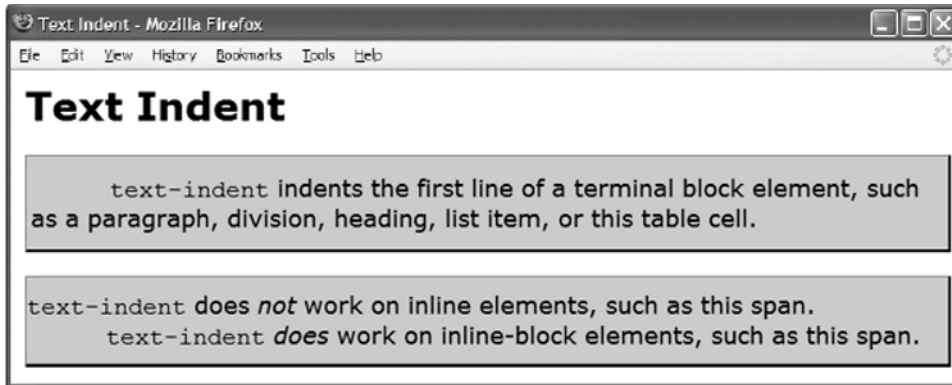 Text Indent - Mozilla Firefox
File Edit View History Bookmarks Tools Help
Text Indent
text-indent indents the first line of a terminal block element, such
as a paragraph, division, heading, list item, or this table cell.
text-indent does not work on inline elements, such as this span.
text-indent does work on inline-block elements, such as this span.